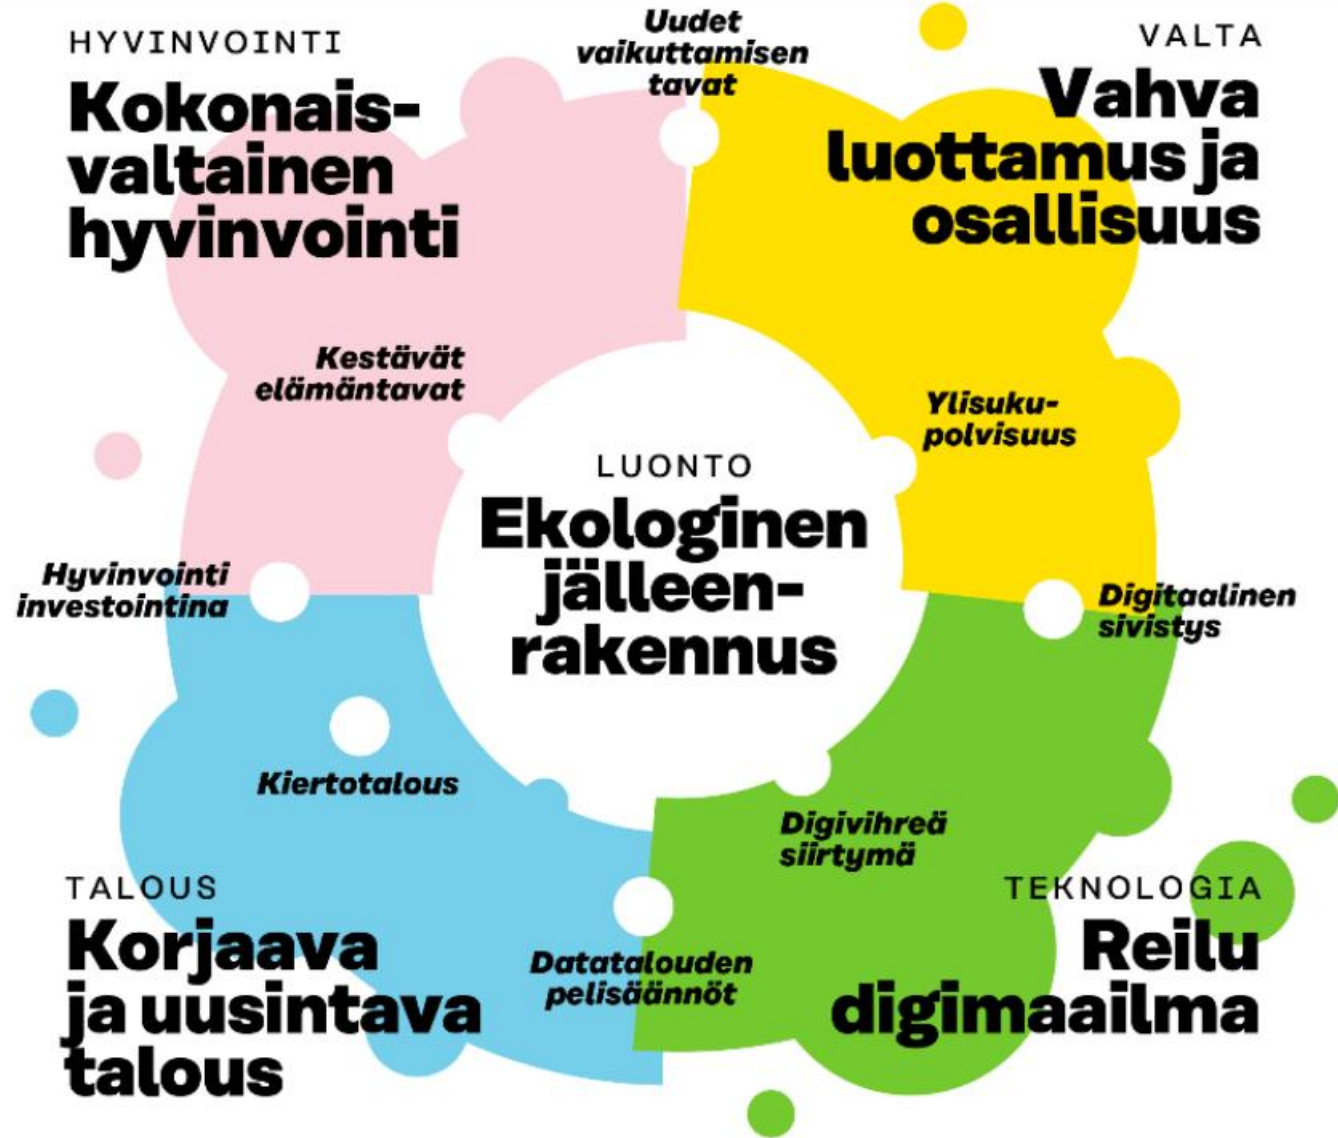 HYVINVOINTI
Kokonais-
valtainen
hyvinvointi
Uudet
vaikuttamisen
tavat
VALTA
Vahva
luottamus ja
osallisuus
Kestävät
elämäntavat
Ylisuku-
polvisuus
LUONTO
Ekologinen
jälleen-
rakennus
Hyvinvointi
investointina
Digitaalinen
sivistys
Kiertotalous
Digivihreä
siirtymä
TALOUS
Korjaava
ja uusintava
talous
Datatalouden
pelisäännöt
TEKNOLOGIA
Reilu
digimaailma